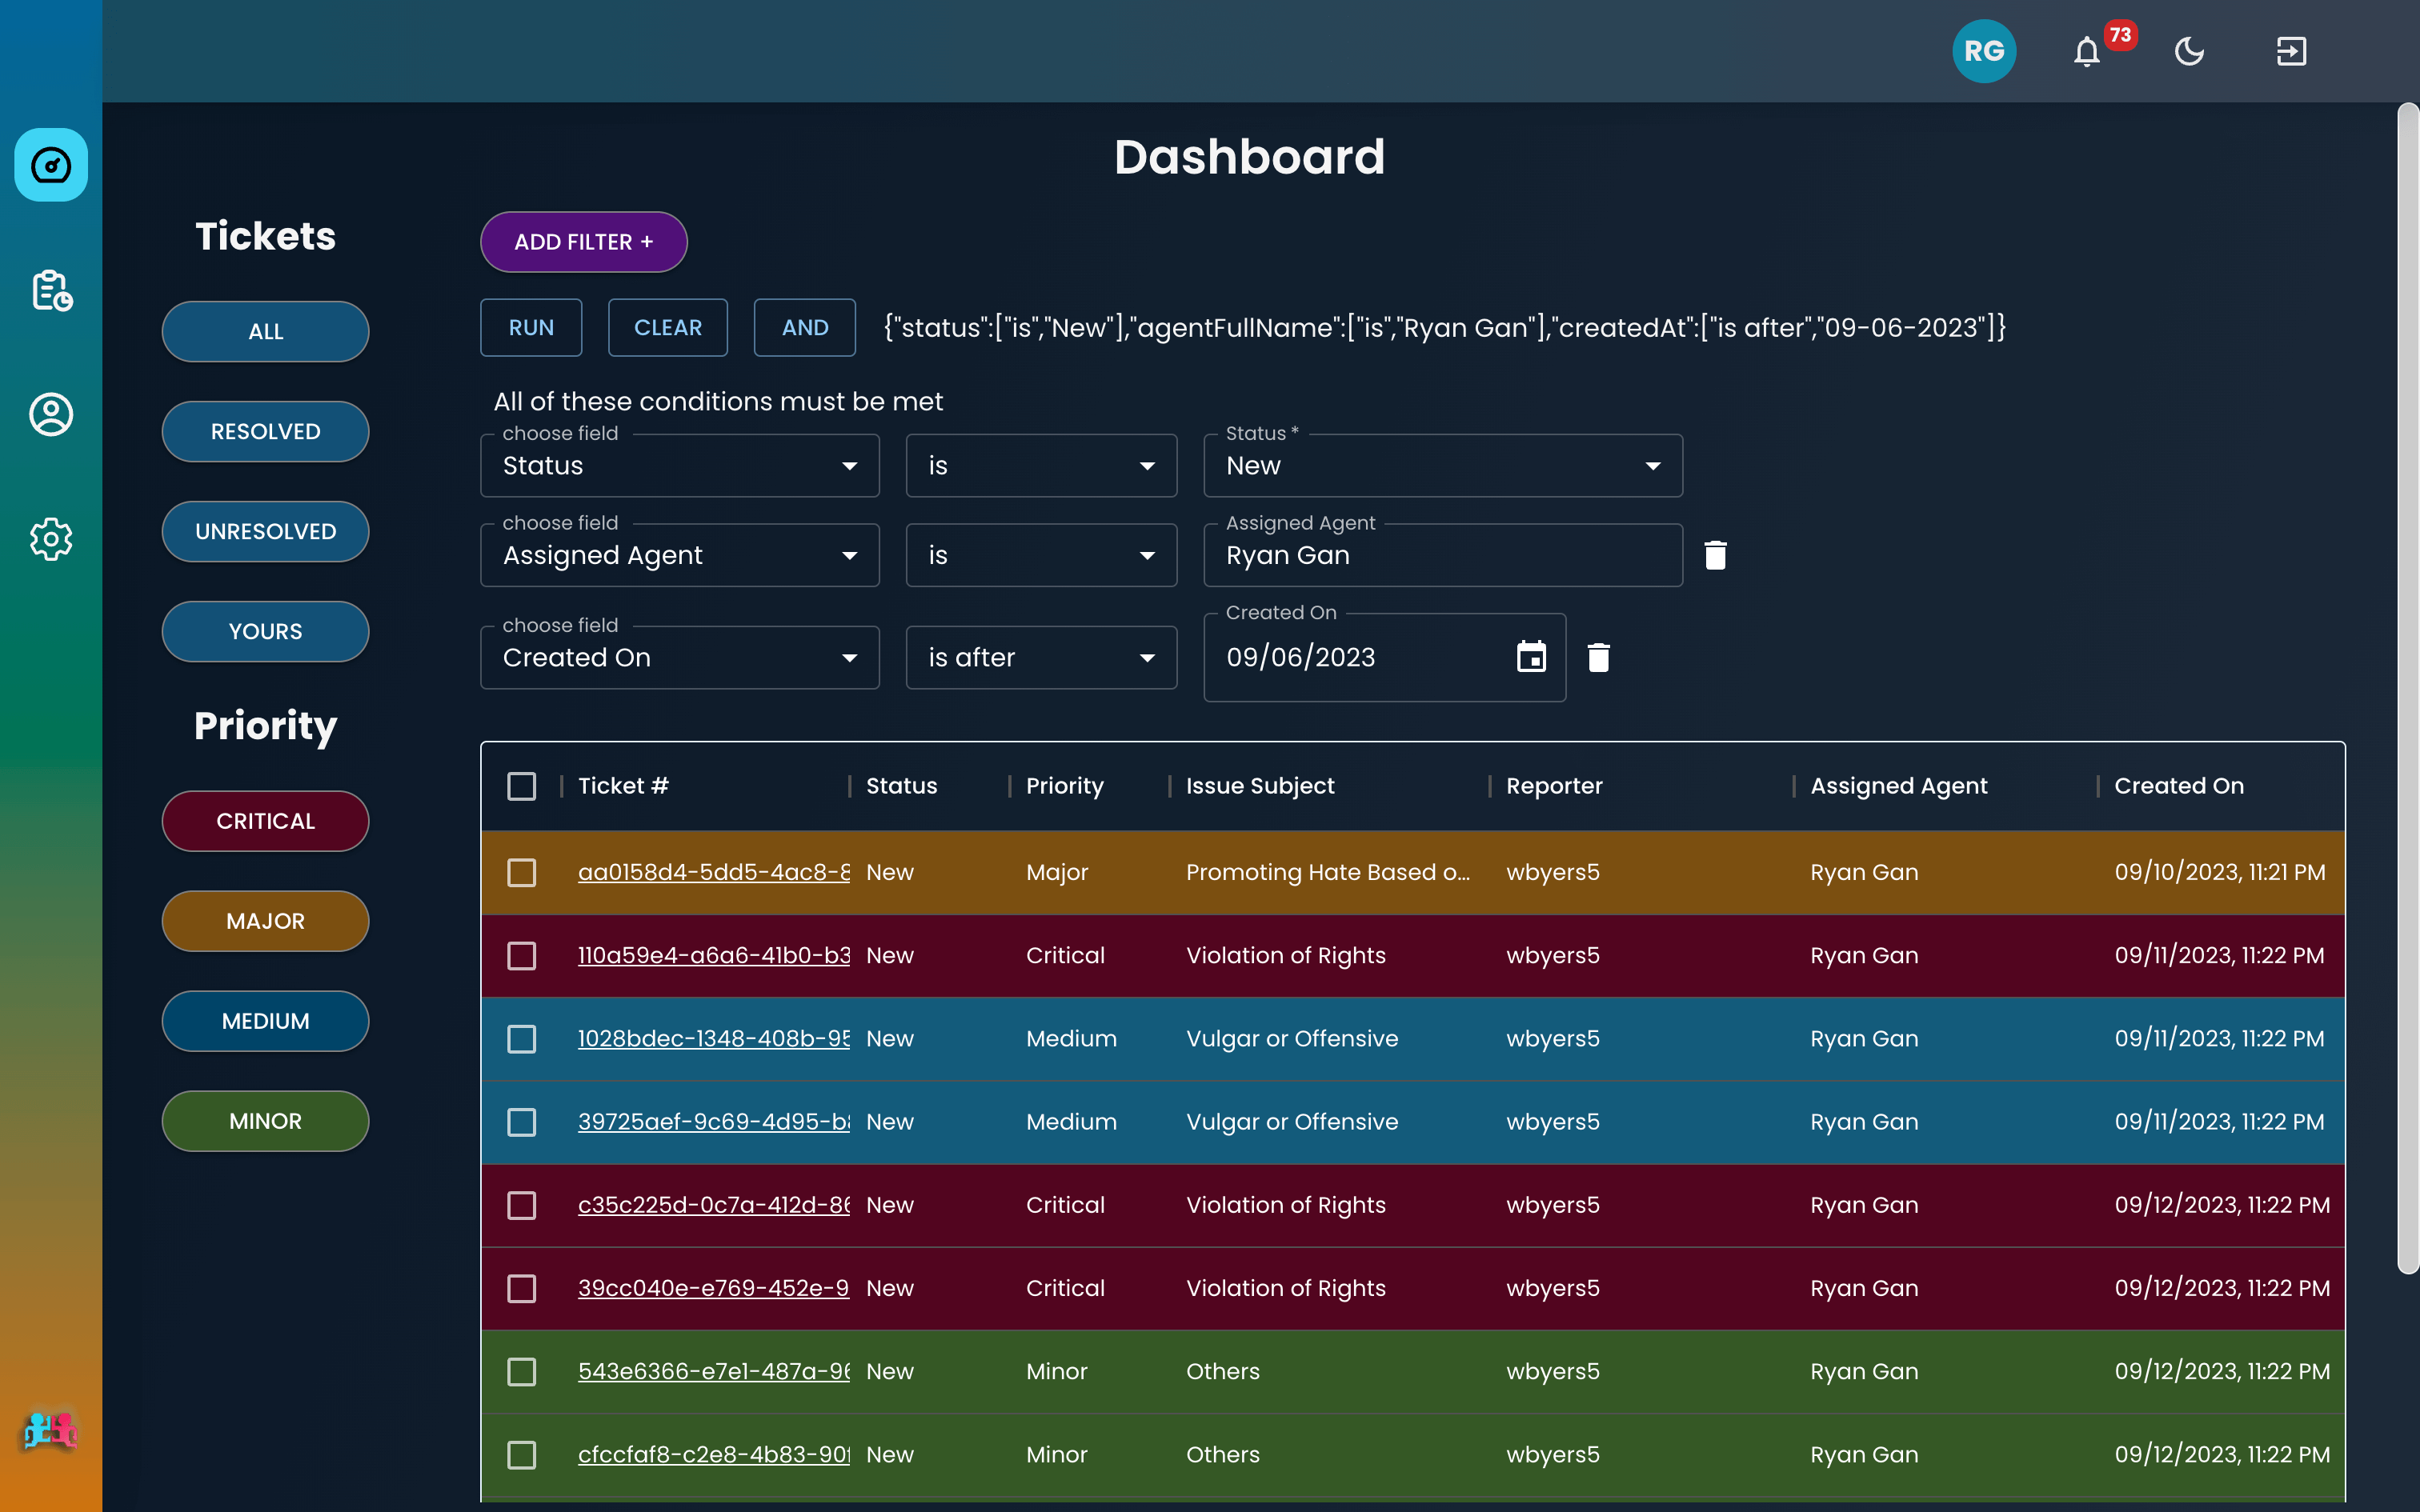 RG
73
Dashboard
Tickets
ALL
RESOLVED
UNRESOLVED
YOURS
Priority
CRITICAL
MAJOR
MEDIUM
MINOR
ADD FILTER +
RUN CLEAR AND {"status":["is","New"],"agentFullName":["is","Ryan Gan"],"createdAt":["is after","09-06-2023"]}
All of these conditions must be met
choose field Status *
Status is New
choose field Assigned Agent
Assigned Agent is Ryan Gan
choose field Created On
Created On is after 09/06/2023
Ticket # Status Priority Issue Subject Reporter Assigned Agent Created On
aa0158d4-5dd5-4ac8-8 New Major Promoting Hate Based o... wbyers5 Ryan Gan 09/10/2023, 11:21 PM
110a59e4-a6a6-41b0-b3 New Critical Violation of Rights wbyers5 Ryan Gan 09/11/2023, 11:22 PM
1028bdec-1348-408b-95 New Medium Vulgar or Offensive wbyers5 Ryan Gan 09/11/2023, 11:22 PM
39725aef-9c69-4d95-b8 New Medium Vulgar or Offensive wbyers5 Ryan Gan 09/11/2023, 11:22 PM
c35c225d-0c7a-412d-86 New Critical Violation of Rights wbyers5 Ryan Gan 09/12/2023, 11:22 PM
39cc040e-e769-452e-9 New Critical Violation of Rights wbyers5 Ryan Gan 09/12/2023, 11:22 PM
543e6366-e7e1-487a-96 New Minor Others wbyers5 Ryan Gan 09/12/2023, 11:22 PM
cfccfaf8-c2e8-4b83-90f New Minor Others wbyers5 Ryan Gan 09/12/2023, 11:22 PM